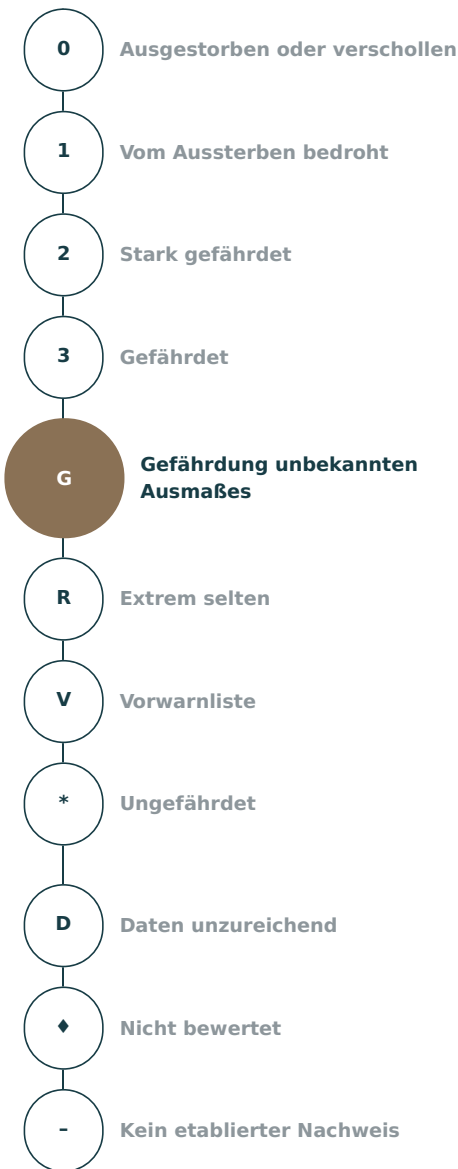 0 Ausgestorben oder verschollen
1 Vom Aussterben bedroht
2 Stark gefährdet
3 Gefährdet
G Gefährdung unbekannten
Ausmaßes
R Extrem selten
V Vorwarnliste
* Ungefährdet
D Daten unzureichend
♦ Nicht bewertet
– Kein etablierter Nachweis